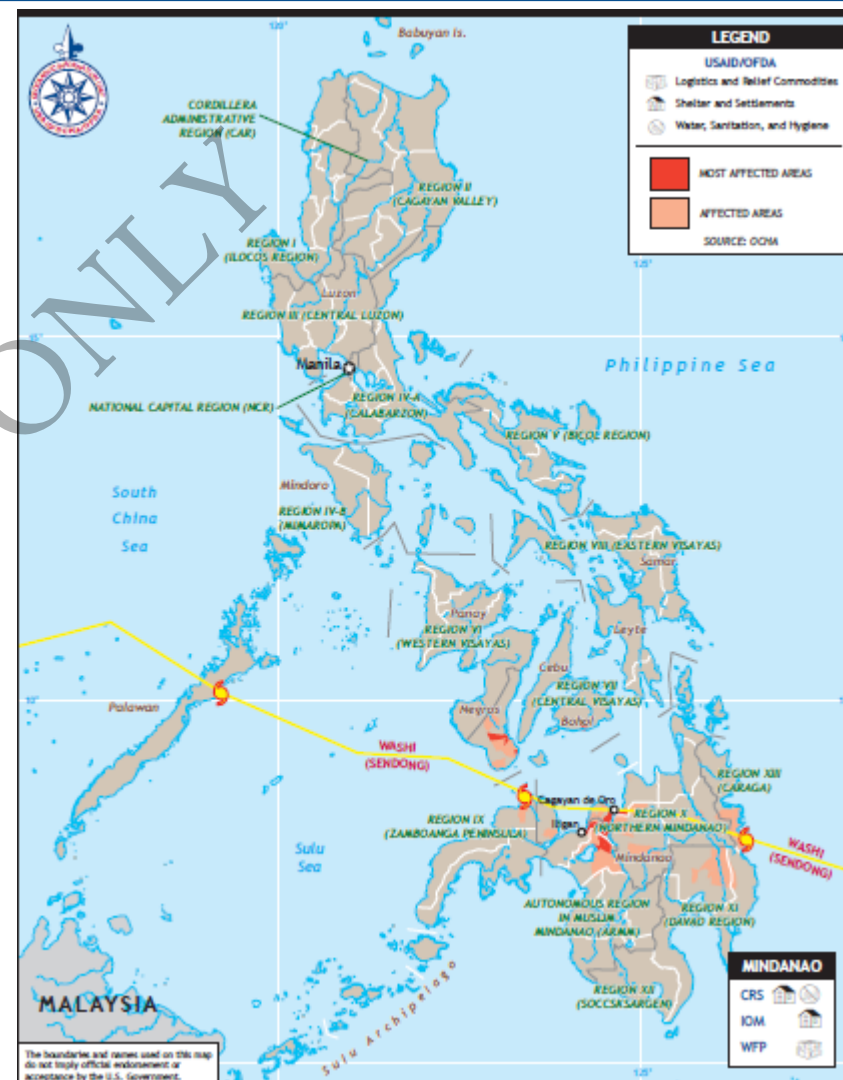 120°
Babuyan Is.
LEGEND
USAID/OFDA
Logistics and Relief Commodities
Shelter and Settlements
Water, Sanitation, and Hygiene
MOST AFFECTED AREAS
AFFECTED AREAS
SOURCE: OCHA
125°
CORDILLERA
ADMINISTRATIVE
REGION (CAR)
REGION II
(CAGAYAN VALLEY)
ONLY
REGION I
(ILOCOS REGION)
Luzon
REGION III (CENTRAL LUZON)
15°
15°
Manila
Philippine Sea
NATIONAL CAPITAL REGION (NCR)
REGION IV-A
(CALABARZON)
REGION V (BICOL REGION)
Mindoro
REGION IV-B
(MIMAROPA)
South
China
Sea
REGION VIII (EASTERN VISAYAS)
Samar
Panay
REGION VI
(WESTERN VISAYAS)
Leyte
Cebu
REGION VII
(CENTRAL VISAYAS)
Bohol
Negros
10°
10°
Palawan
WASHI
(SENDONG)
REGION XIII
(CARAGA)
Cagayan de Oro
REGION IX
(ZAMBOANGA PENINSULA)
Iligan
REGION X
(NORTHERN MINDANAO)
Mindanao
WASHI
(SENDONG)
Sulu
Sea
AUTONOMOUS REGION
IN MUSLIM
MINDANAO (ARMM)
REGION XI
(DAVAO REGION)
REGION XII
(SOCCSKSARGEN)
Sulu Archipelago
MALAYSIA
MINDANAO
CRS
IOM
WFP
125°
The boundaries and names used on this map
do not imply official endorsement or
acceptance by the U.S. Government.